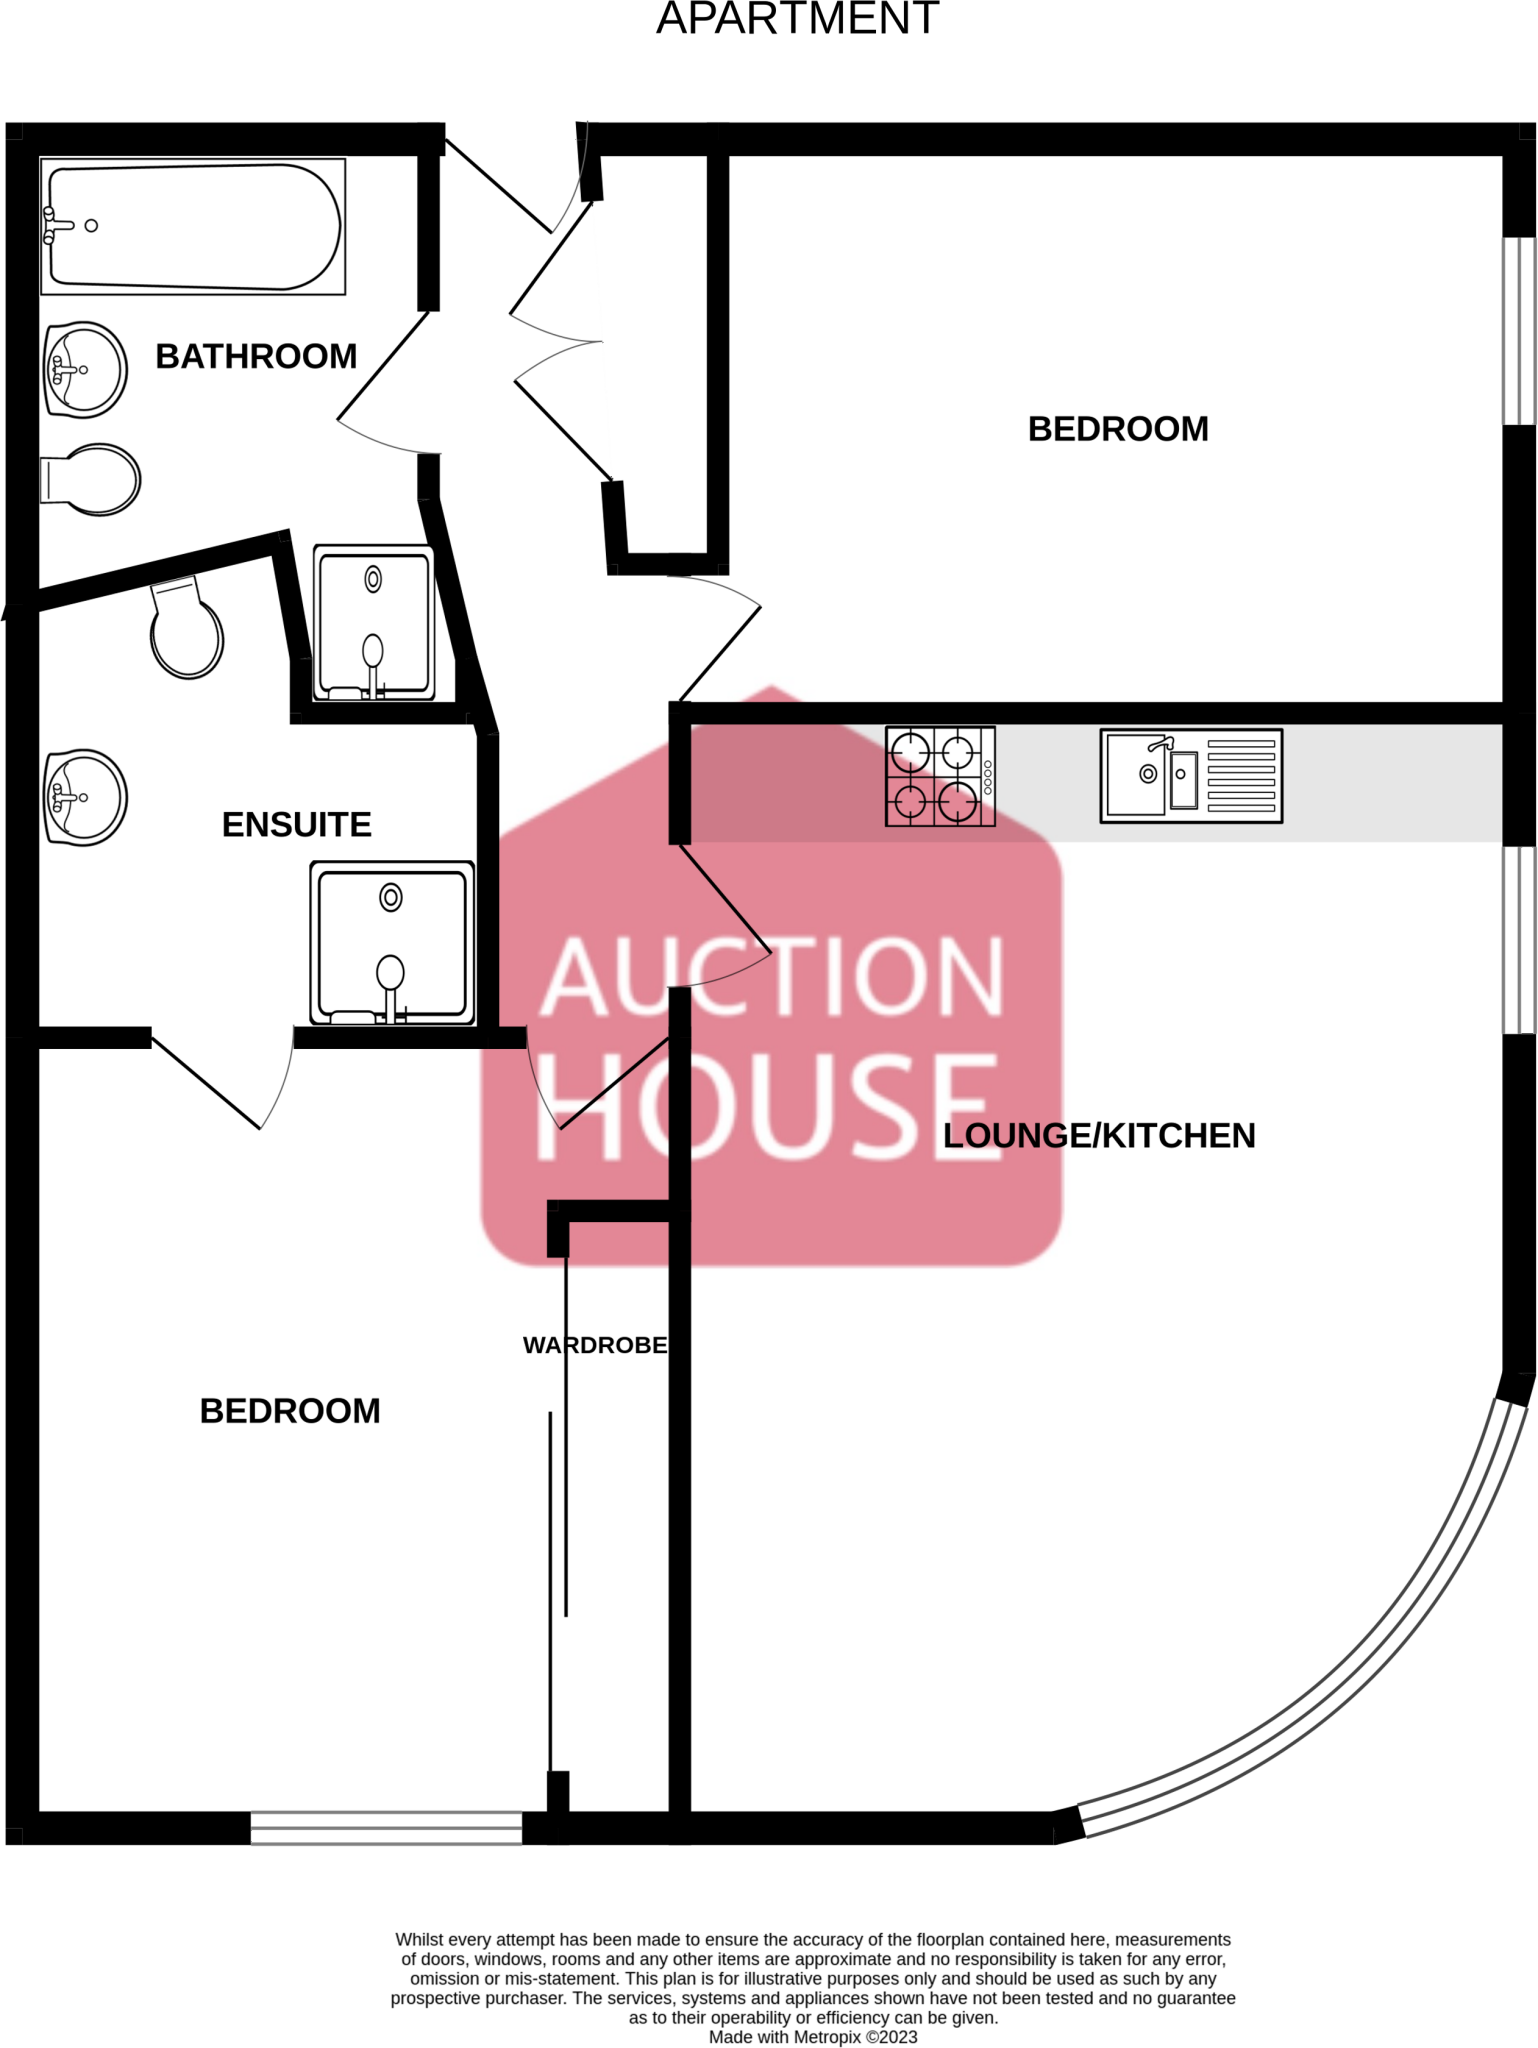 APARTMENT
BATHROOM
BEDROOM
ENSUITE
AUCTION
HOUSE
LOUNGE/KITCHEN
WARDROBE
BEDROOM
Whilst every attempt has been made to ensure the accuracy of the floorplan contained here, measurements
of doors, windows, rooms and any other items are approximate and no responsibility is taken for any error,
omission or mis-statement. This plan is for illustrative purposes only and should be used as such by any
prospective purchaser. The services, systems and appliances shown have not been tested and no guarantee
as to their operability or efficiency can be given.
Made with Metropix ©2023